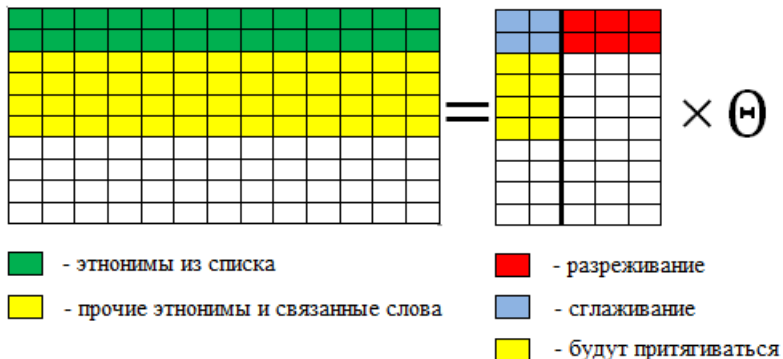 = × Θ
- этнонимы из списка
- прочие этнонимы и связанные слова
- разреживание
- сглаживание
- будут притягиваться